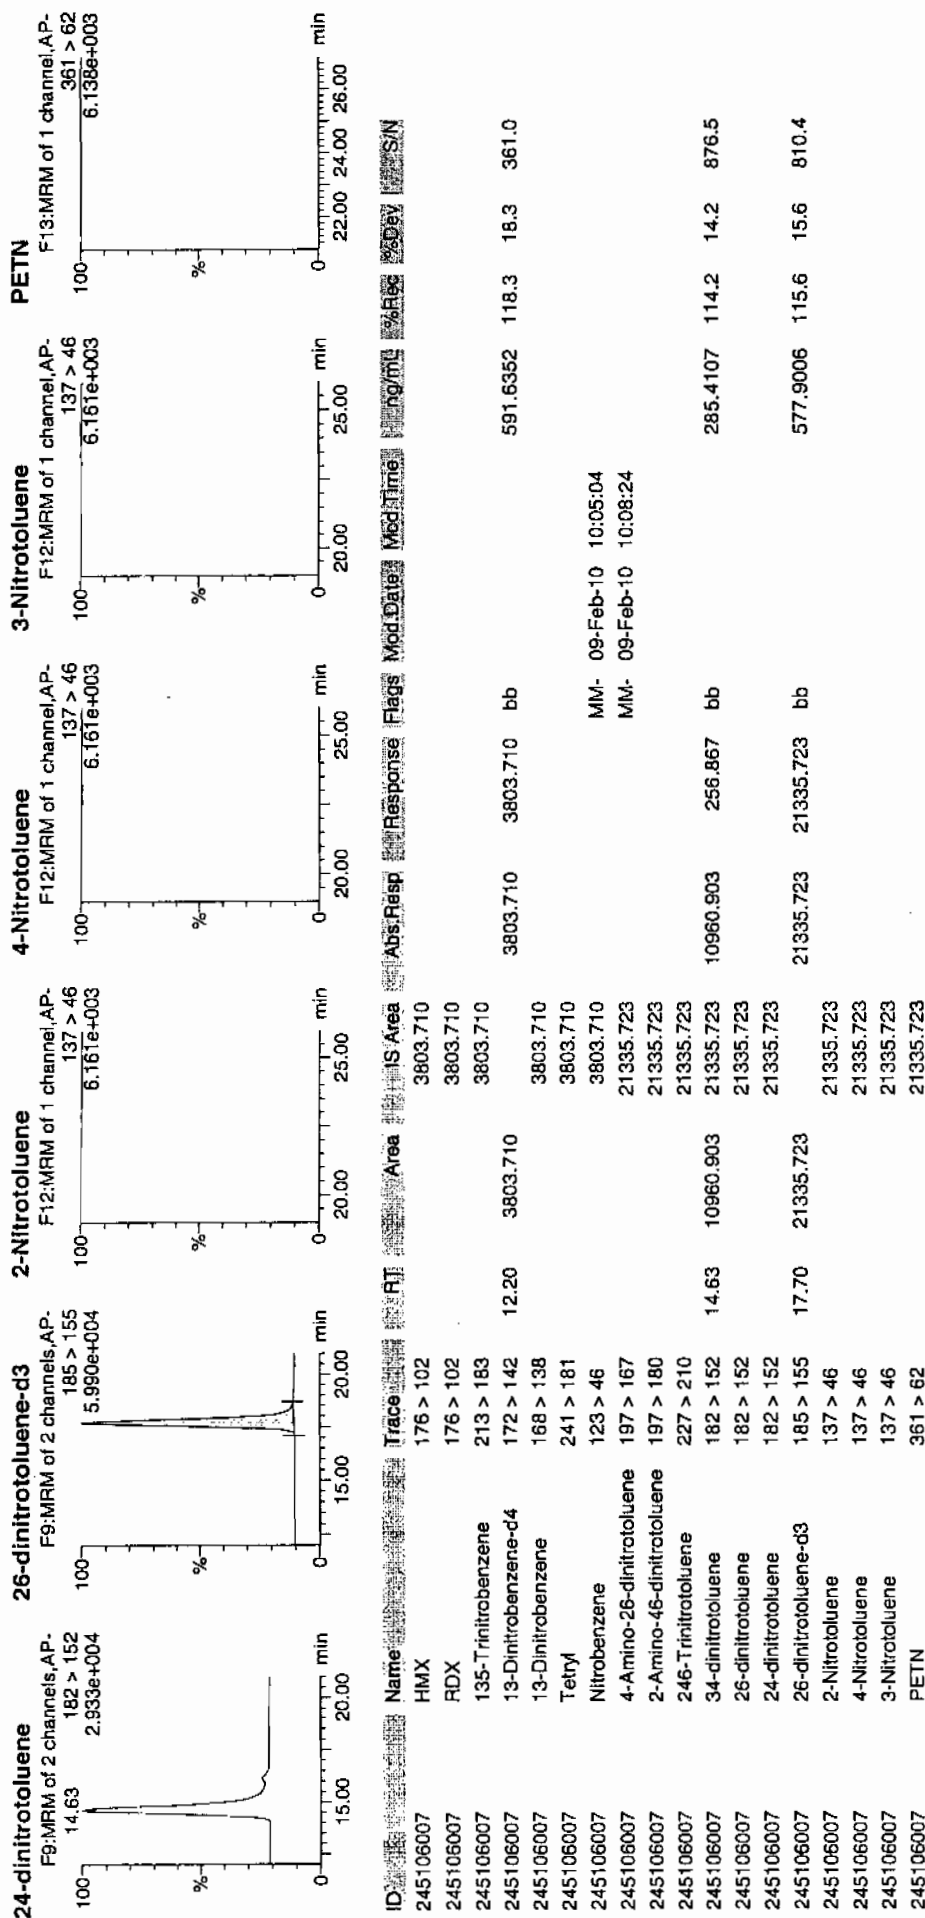 24-dinitrotoluene
F9:MRM of 2 channels,AP-
182 > 152
2.933e+004
14.63
100
%
0
15.00
20.00
min
26-dinitrotoluene-d3
F9:MRM of 2 channels,AP-
185 > 155
5.990e+004
100
%
0
15.00
20.00
min
2-Nitrotoluene
F12:MRM of 1 channel,AP-
137 > 46
6.161e+003
100
%
0
20.00
25.00
min
4-Nitrotoluene
F12:MRM of 1 channel,AP-
137 > 46
6.161e+003
100
%
0
20.00
25.00
min
3-Nitrotoluene
F12:MRM of 1 channel,AP-
137 > 46
6.161e+003
100
%
0
20.00
25.00
min
PETN
F13:MRM of 1 channel,AP-
361 > 62
6.138e+003
100
%
0
22.00
24.00
26.00
min
ID Name Trace RT Area IS Area Abs.Resp Response Flags Mod.Date Mod.Time ng/mL %Rec %Dev S/N
245106007 HMX 176 > 102 3803.710
245106007 RDX 176 > 102 3803.710
245106007 135-Trinitrobenzene 213 > 183 3803.710
245106007 13-Dinitrobenzene-d4 172 > 142 12.20 3803.710 3803.710 3803.710 bb 591.6352 118.3 18.3 361.0
245106007 13-Dinitrobenzene 168 > 138 3803.710
245106007 Tetryl 241 > 181 3803.710
245106007 Nitrobenzene 123 > 46 3803.710 MM- 09-Feb-10 10:05:04
245106007 4-Amino-26-dinitrotoluene 197 > 167 21335.723 MM- 09-Feb-10 10:08:24
245106007 2-Amino-46-dinitrotoluene 197 > 180 21335.723
245106007 246-Trinitrotoluene 227 > 210 21335.723
245106007 34-dinitrotoluene 182 > 152 14.63 10960.903 21335.723 10960.903 256.867 bb 285.4107 114.2 14.2 876.5
245106007 26-dinitrotoluene 182 > 152 21335.723
245106007 24-dinitrotoluene 182 > 152 21335.723
245106007 26-dinitrotoluene-d3 185 > 155 17.70 21335.723 21335.723 21335.723 bb 577.9006 115.6 15.6 810.4
245106007 2-Nitrotoluene 137 > 46 21335.723
245106007 4-Nitrotoluene 137 > 46 21335.723
245106007 3-Nitrotoluene 137 > 46 21335.723
245106007 PETN 361 > 62 21335.723